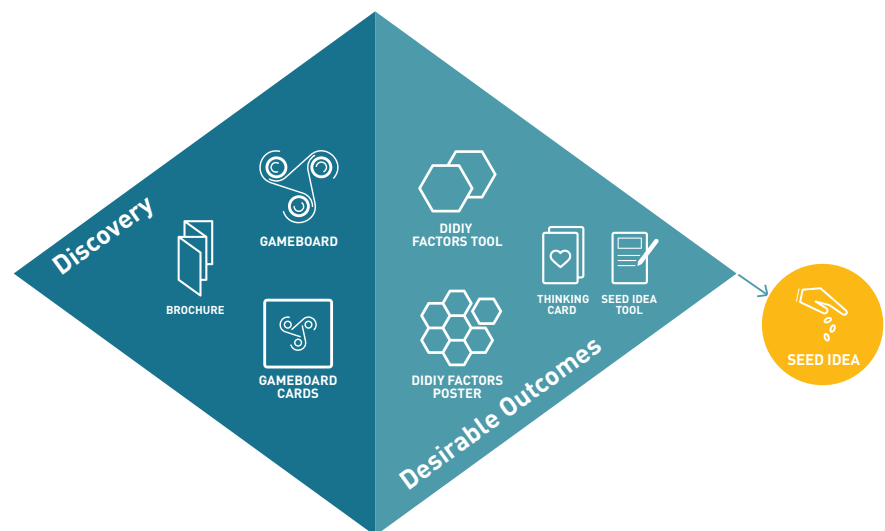 Discovery
BROCHURE
GAMEBOARD
GAMEBOARD
CARDS
DIDIY
FACTORS TOOL
DIDIY FACTORS
POSTER
THINKING
CARD
SEED IDEA
TOOL
Desirable Outcomes
SEED IDEA